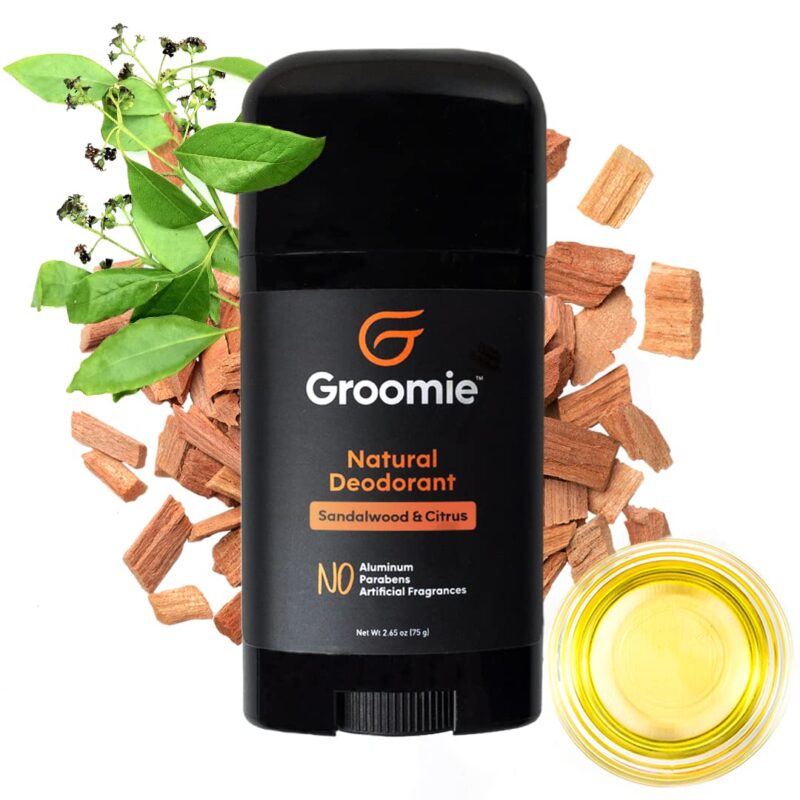 Groomie™
Natural
Deodorant
Sandalwood & Citrus
NO
Aluminum
Parabens
Artificial Fragrances
Net Wt 2.65 oz (75 g)